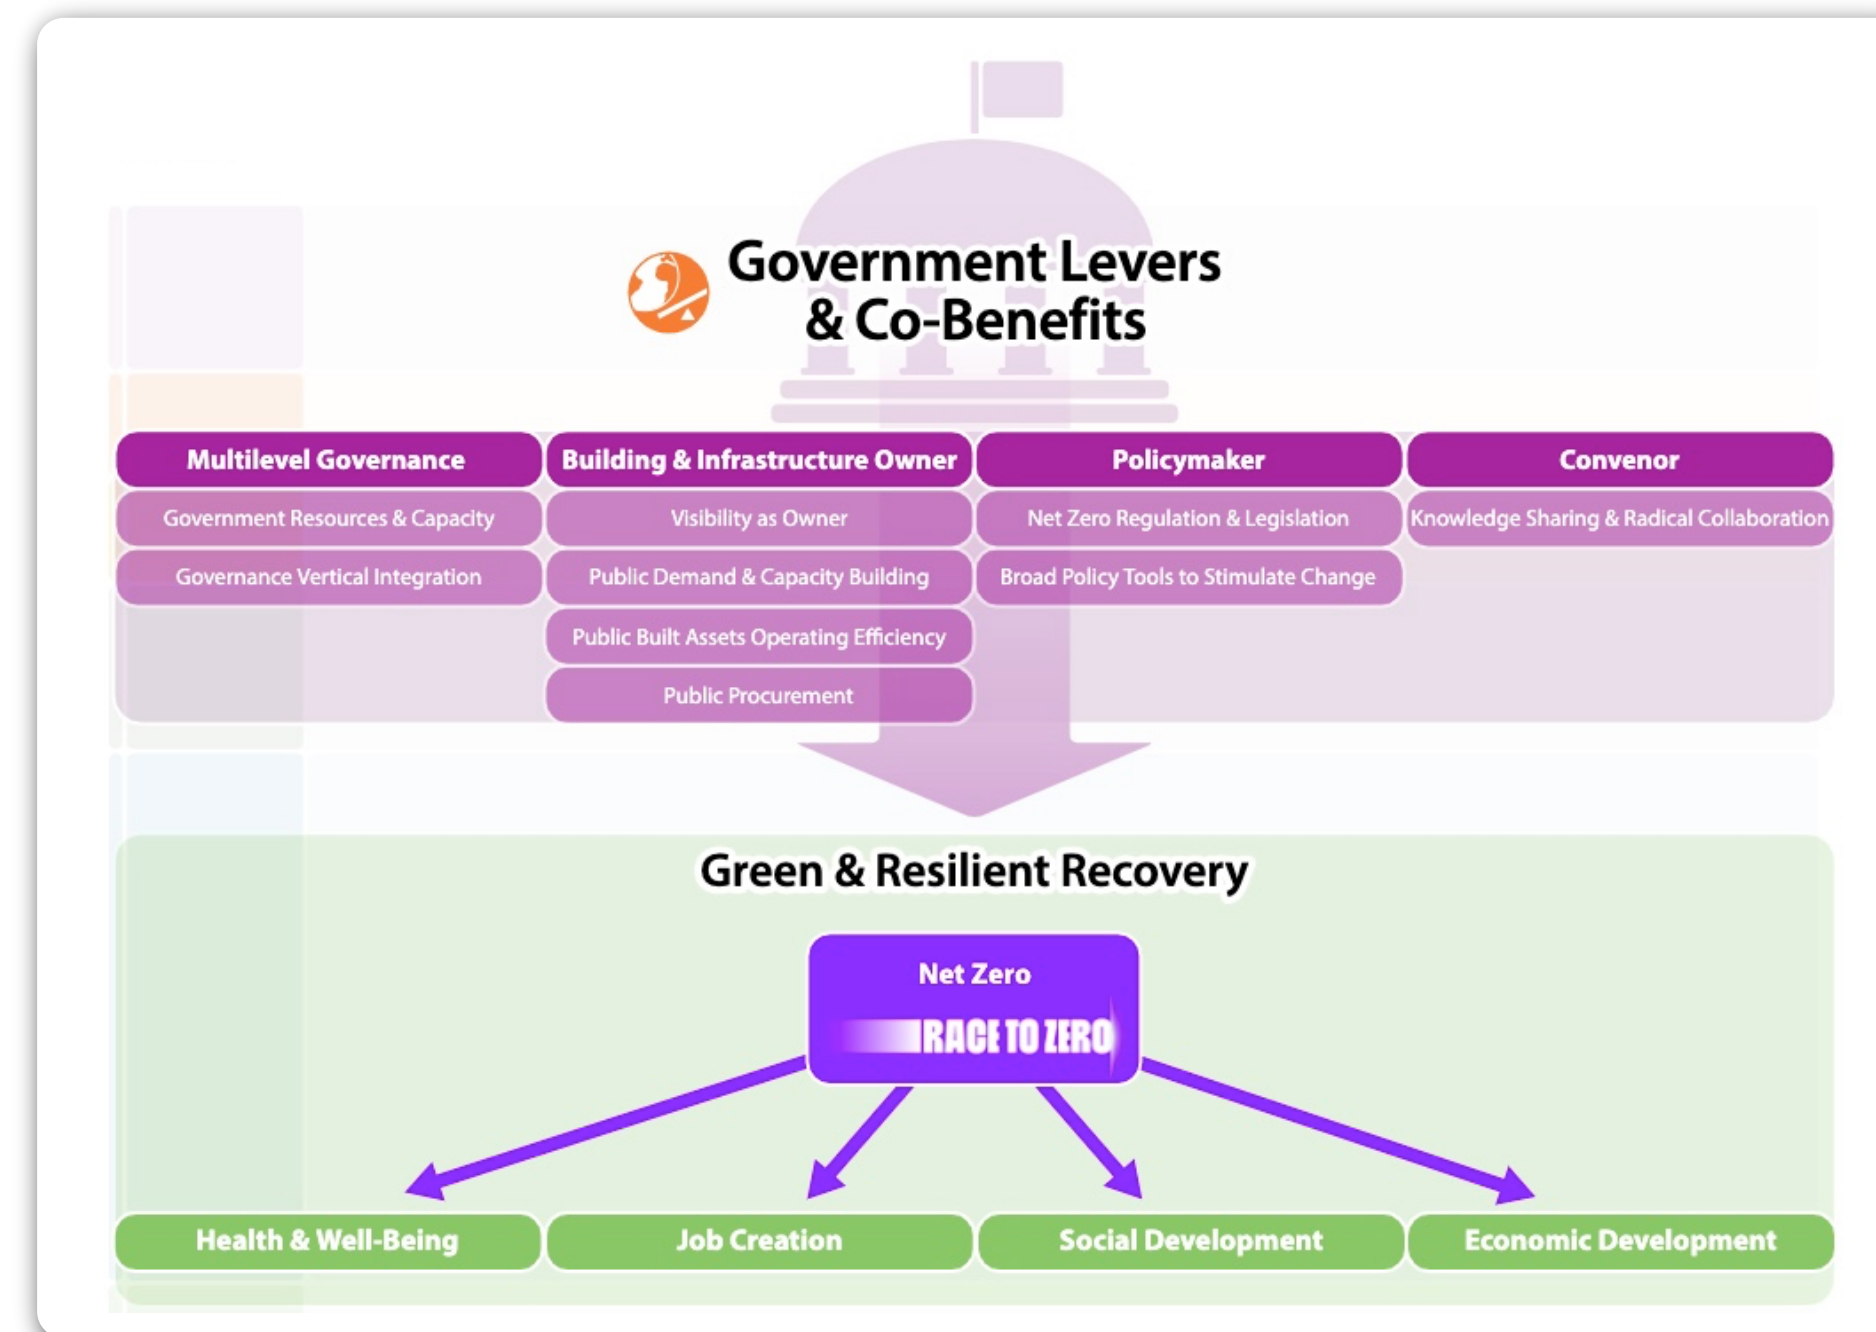 Government Levers
& Co-Benefits
Multilevel Governance
Building & Infrastructure Owner
Policymaker
Convenor
Government Resources & Capacity
Visibility as Owner
Net Zero Regulation & Legislation
Knowledge Sharing & Radical Collaboration
Governance Vertical Integration
Public Demand & Capacity Building
Broad Policy Tools to Stimulate Change
Public Built Assets Operating Efficiency
Public Procurement
Green & Resilient Recovery
Net Zero
RACE TO ZERO
Health & Well-Being
Job Creation
Social Development
Economic Development